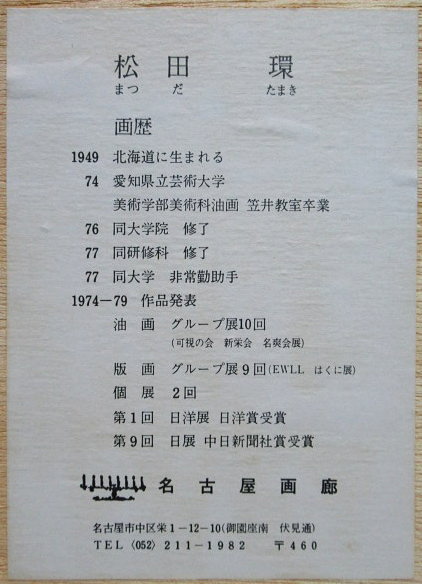 松田　環
まつ　だ　たまき
画歴
1949　北海道に生まれる
74　愛知県立芸術大学
美術学部美術科油画　笠井教室卒業
76　同大学院　修了
77　同研修科　修了
77　同大学　非常勤助手
1974－79　作品発表
油　画　グループ展10回
(可視の会　新栄会　名爽会展)
版　画　グループ展9回(EWLL　はくに展)
個　展　2回
第1回　日洋展　日洋賞受賞
第9回　日展　中日新聞社賞受賞
名古屋画廊
名古屋市中区栄1－12－10(御園座南　伏見通)
TEL〈052〉211－1982　〒460